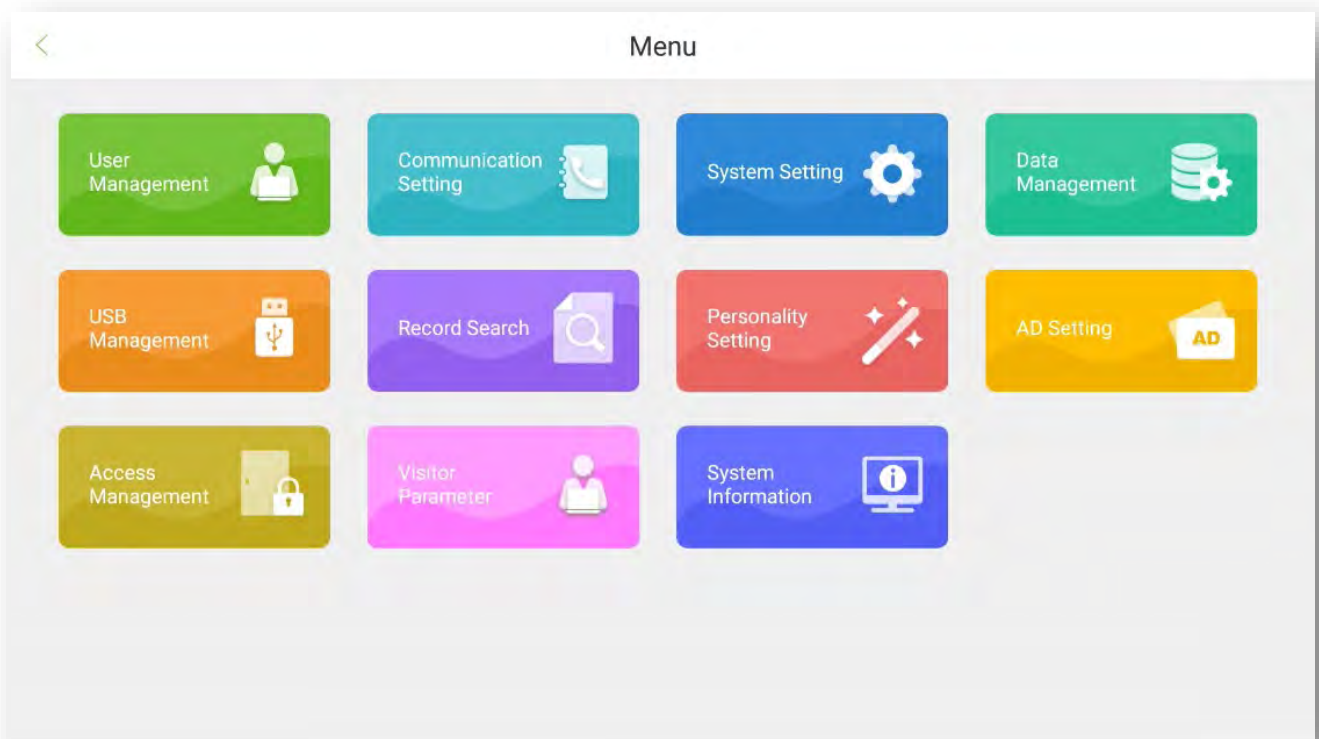 Menu
User
Management
Communication
Setting
System Setting
Data
Management
USB
Management
Record Search
Personality
Setting
AD Setting
AD
Access
Management
Visitor
Parameter
System
Information